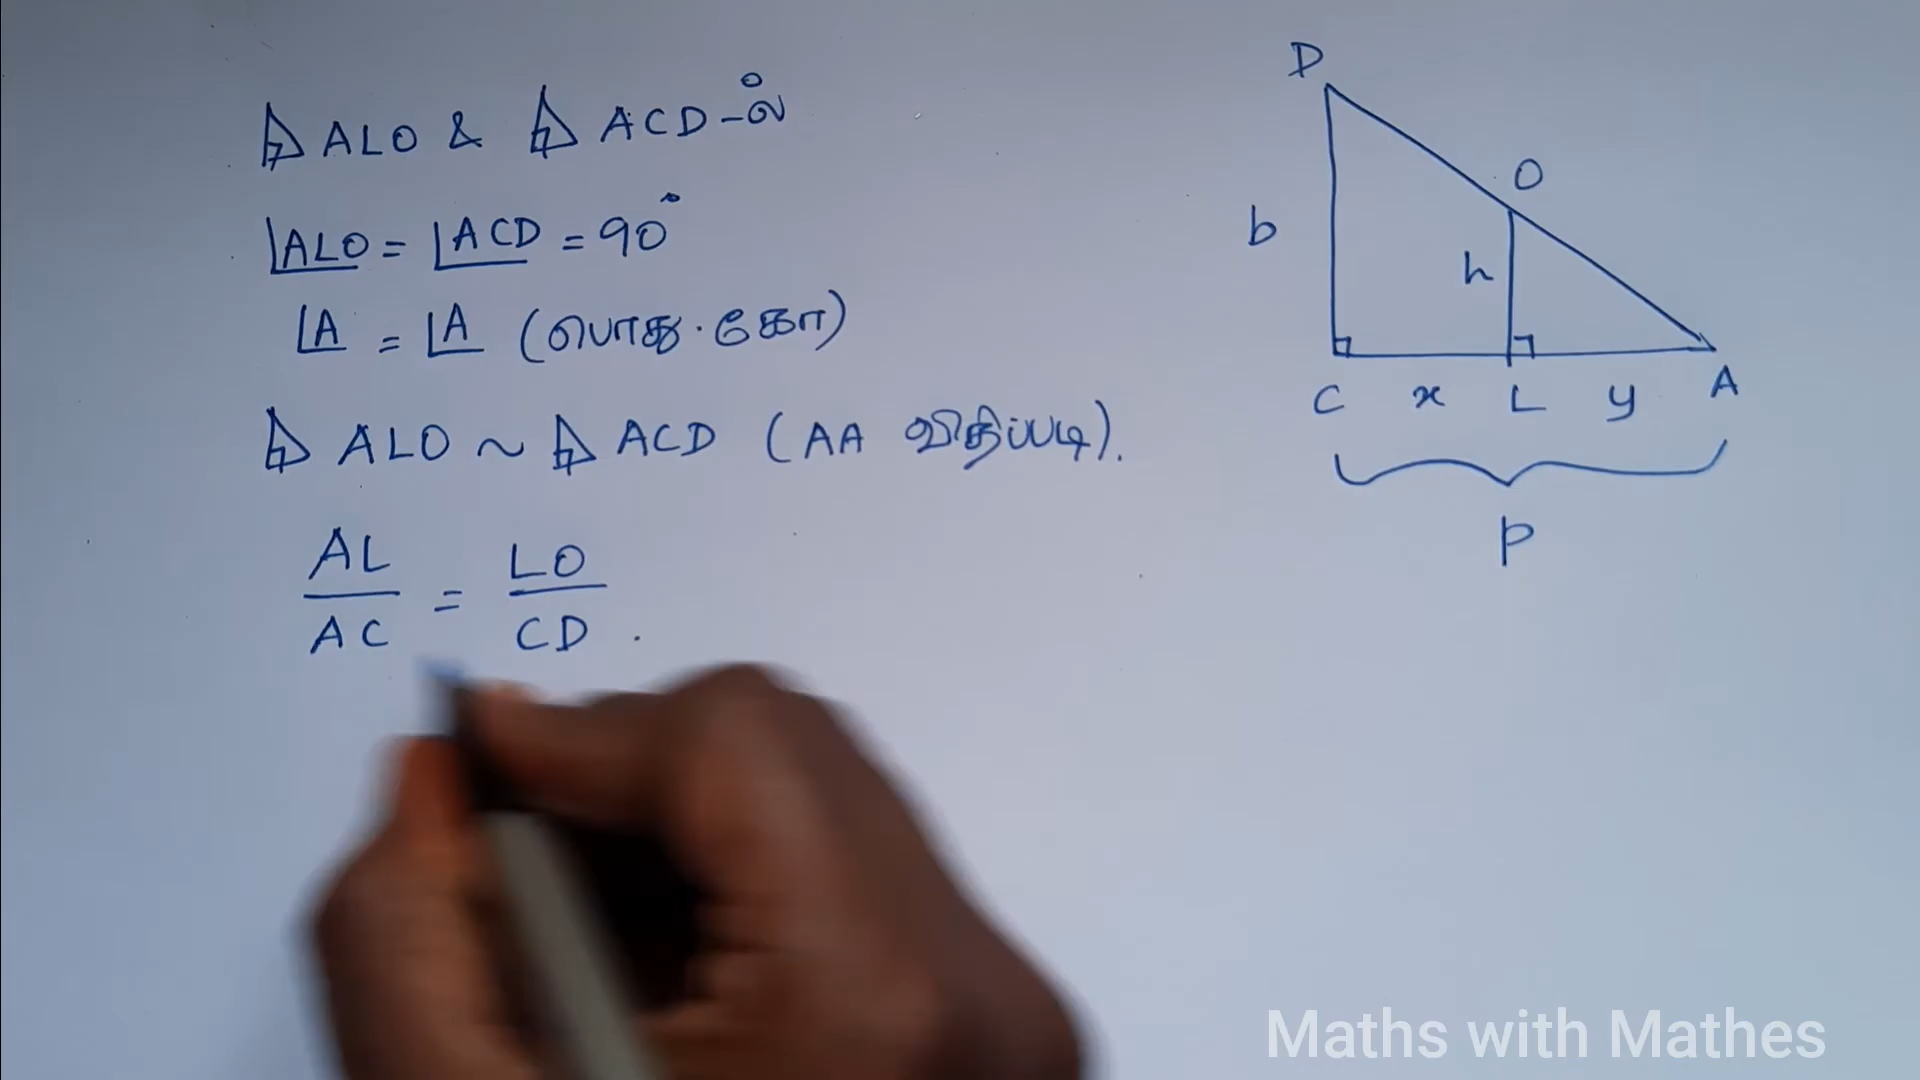 ⊿ ALO & ⊿ ACD-ல்
∠ALO = ∠ACD = 90°
∠A = ∠A (பொது.கோ)
⊿ ALO ~ ⊿ ACD (AA விதிப்படி).
AL/AC = LO/CD.
D
O
b
h
C x L y A
p
Maths with Mathes